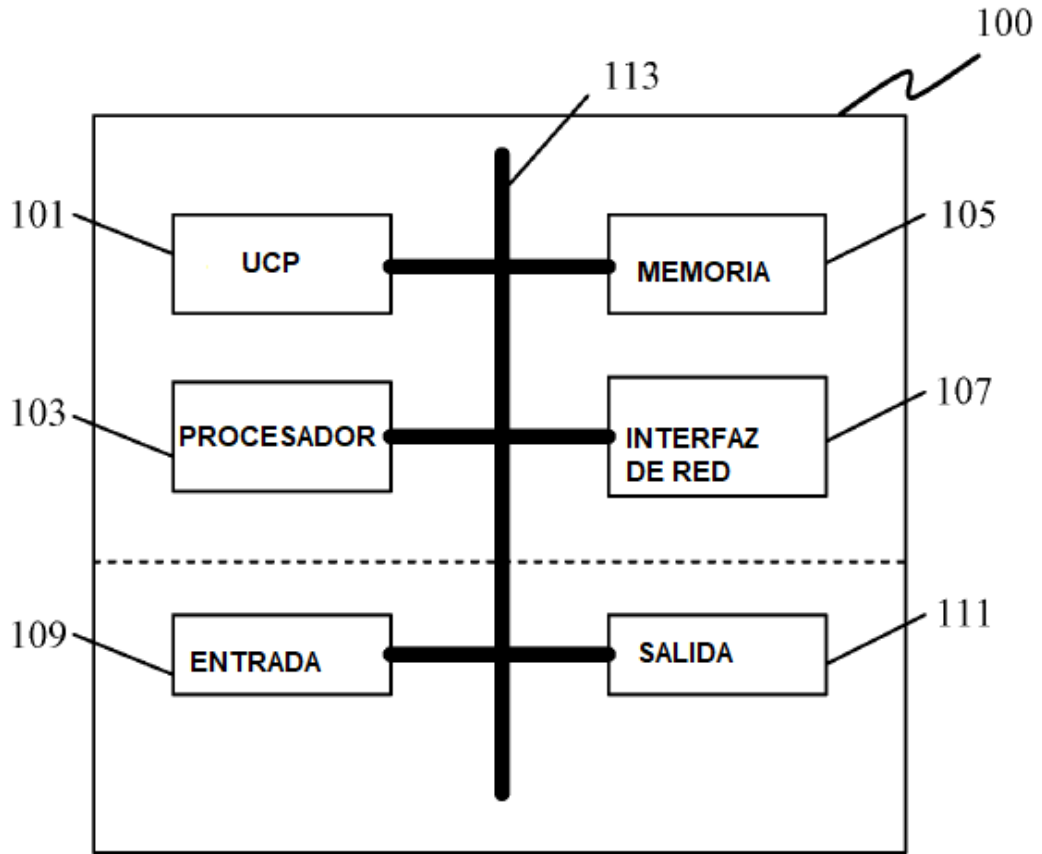 100
113
101
UCP
105
MEMORIA
103
PROCESADOR
107
INTERFAZ
DE RED
109
ENTRADA
111
SALIDA